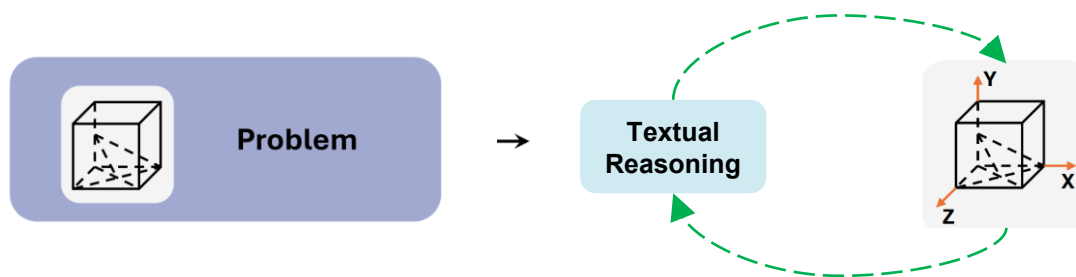 Problem
→
Textual
Reasoning
Y
X
Z